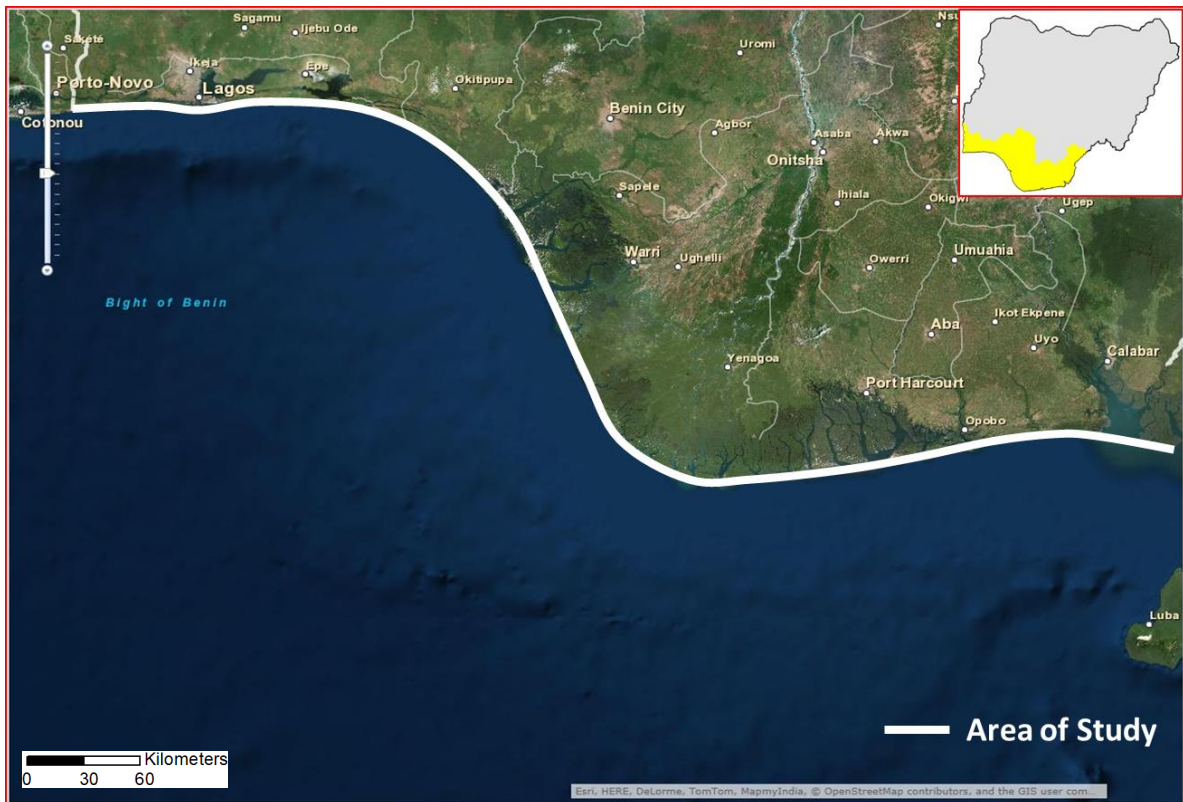 Sagamu
Ijebu Ode
Nsu
Sakété
Uromi
Ikeja
Epe
Porto-Novo
Lagos
Okitipupa
Benin City
Cotonou
Agbor
Asaba
Akwa
Onitsha
Sapele
Ihiala
Okigwi
Ugep
Warri
Ughelli
Owerri
Umuahia
Bight of Benin
Ikot Ekpene
Aba
Uyo
Calabar
Yenagoa
Port Harcourt
Opobo
Luba
Area of Study
Kilometers
0 30 60
Esri, HERE, DeLorme, TomTom, MapmyIndia, © OpenStreetMap contributors, and the GIS user com...